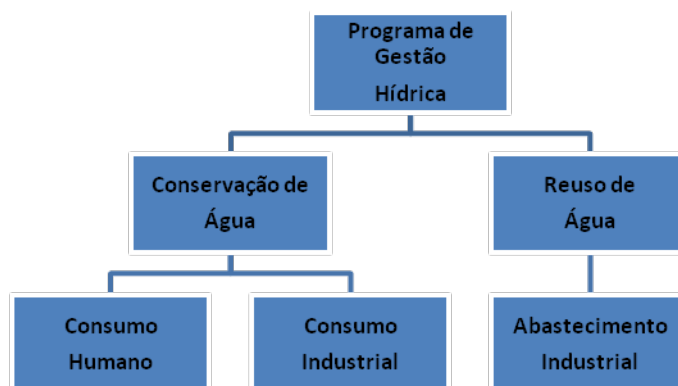 Programa de
Gestão
Hídrica
Conservação de
Água
Reuso de
Água
Consumo
Humano
Consumo
Industrial
Abastecimento
Industrial